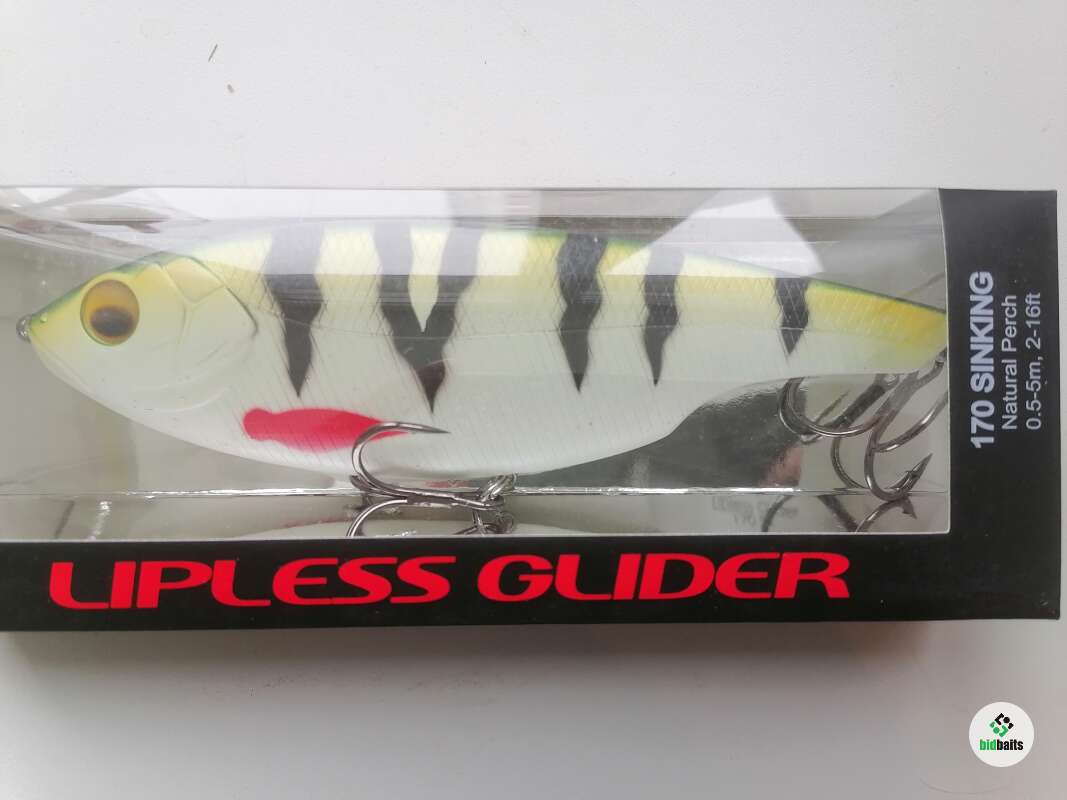 170 SINKING
Natural Perch
0.5-5m, 2-16ft
LIPLESS GLIDER
bidbaits